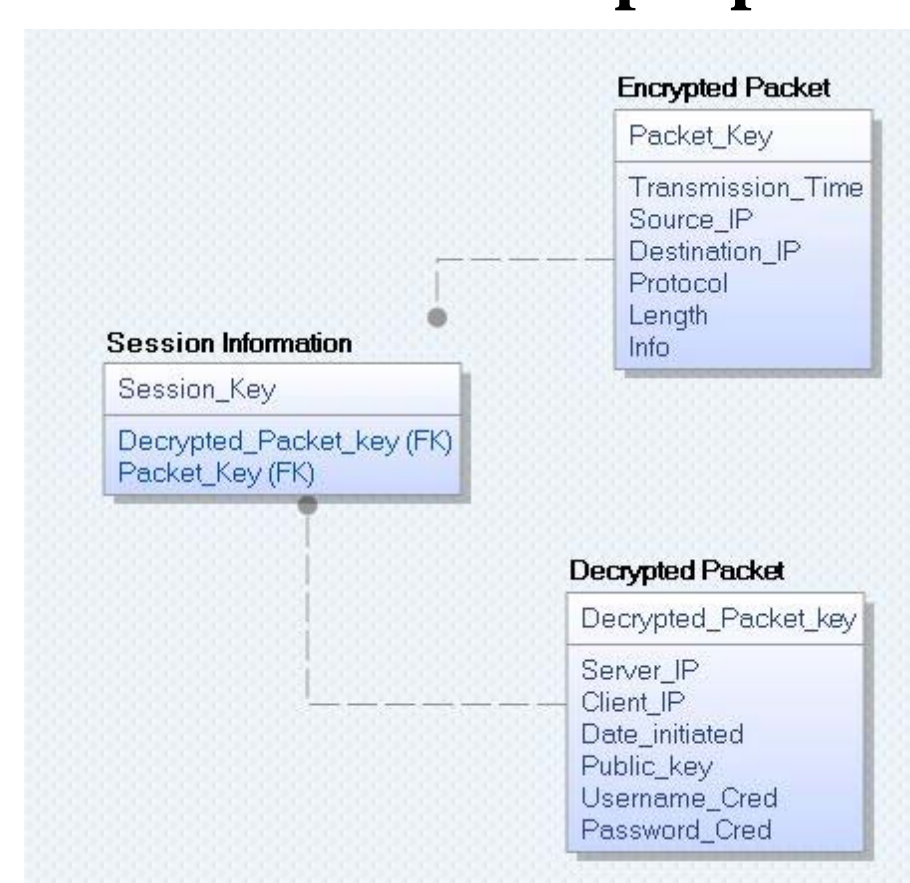 Encrypted Packet
Packet_Key
Transmission_Time
Source_IP
Destination_IP
Protocol
Length
Info
Session Information
Session_Key
Decrypted_Packet_key (FK)
Packet_Key (FK)
Decrypted Packet
Decrypted_Packet_key
Server_IP
Client_IP
Date_initiated
Public_key
Username_Cred
Password_Cred